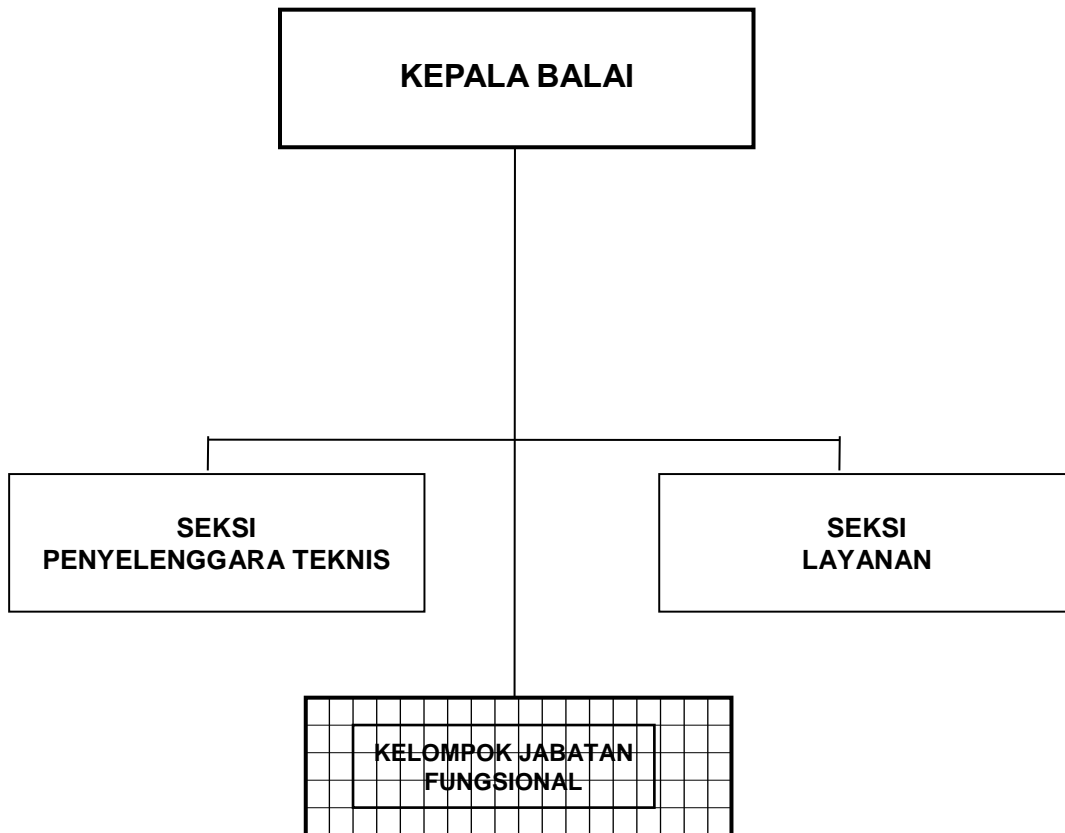 KEPALA BALAI
SEKSI
PENYELENGGARA TEKNIS
SEKSI
LAYANAN
KELOMPOK JABATAN
FUNGSIONAL